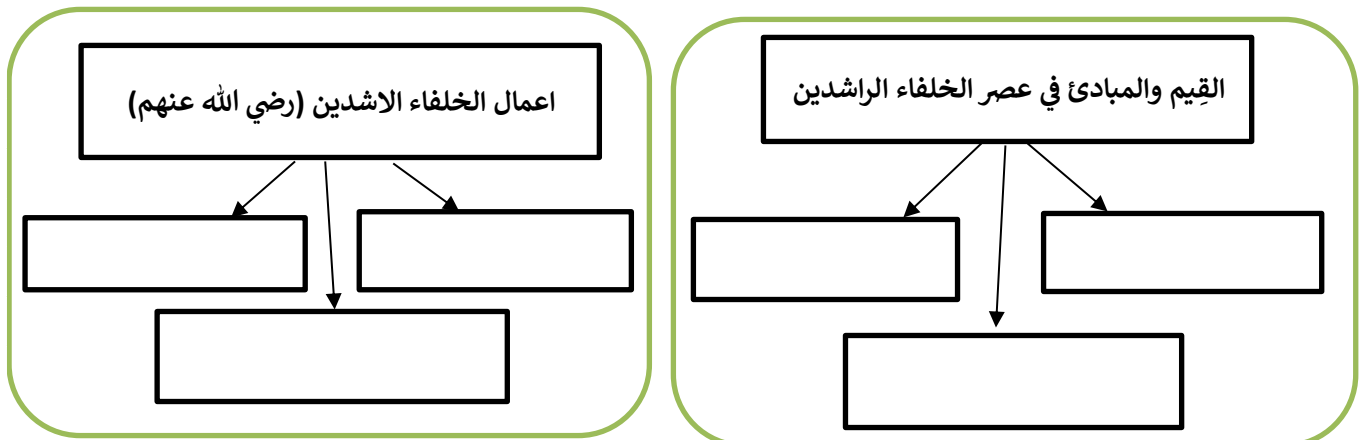 القِيم والمبادئ في عصر الخلفاء الراشدين
اعمال الخلفاء الاشدين (رضي الله عنهم)